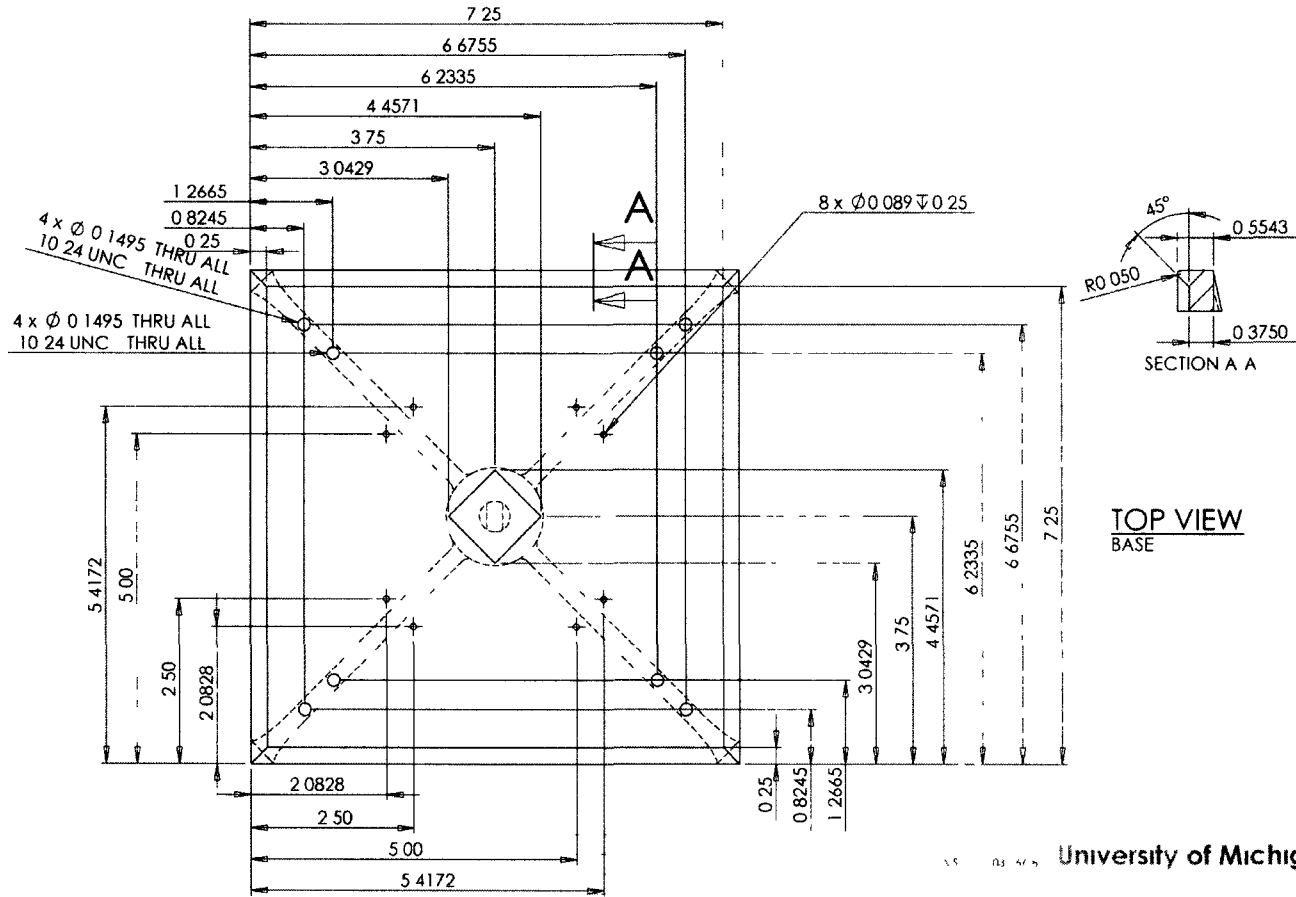 7 25
6 6755
6 2335
4 4571
3 75
3 0429
1 2665
0 8245
0 25
4 x Ø 0 1495 THRU ALL
10 24 UNC THRU ALL
4 x Ø 0 1495 THRU ALL
10 24 UNC THRU ALL
A
A
8 x Ø0 089 ↧ 0 25
45°
0 5543
R0 050
0 3750
SECTION A A
TOP VIEW
BASE
5 4172
5 00
2 50
2 0828
0 25
0 8245
1 2665
3 0429
3 75
4 4571
6 2335
6 6755
7 25
2 0828
2 50
5 00
5 4172
University of Michig